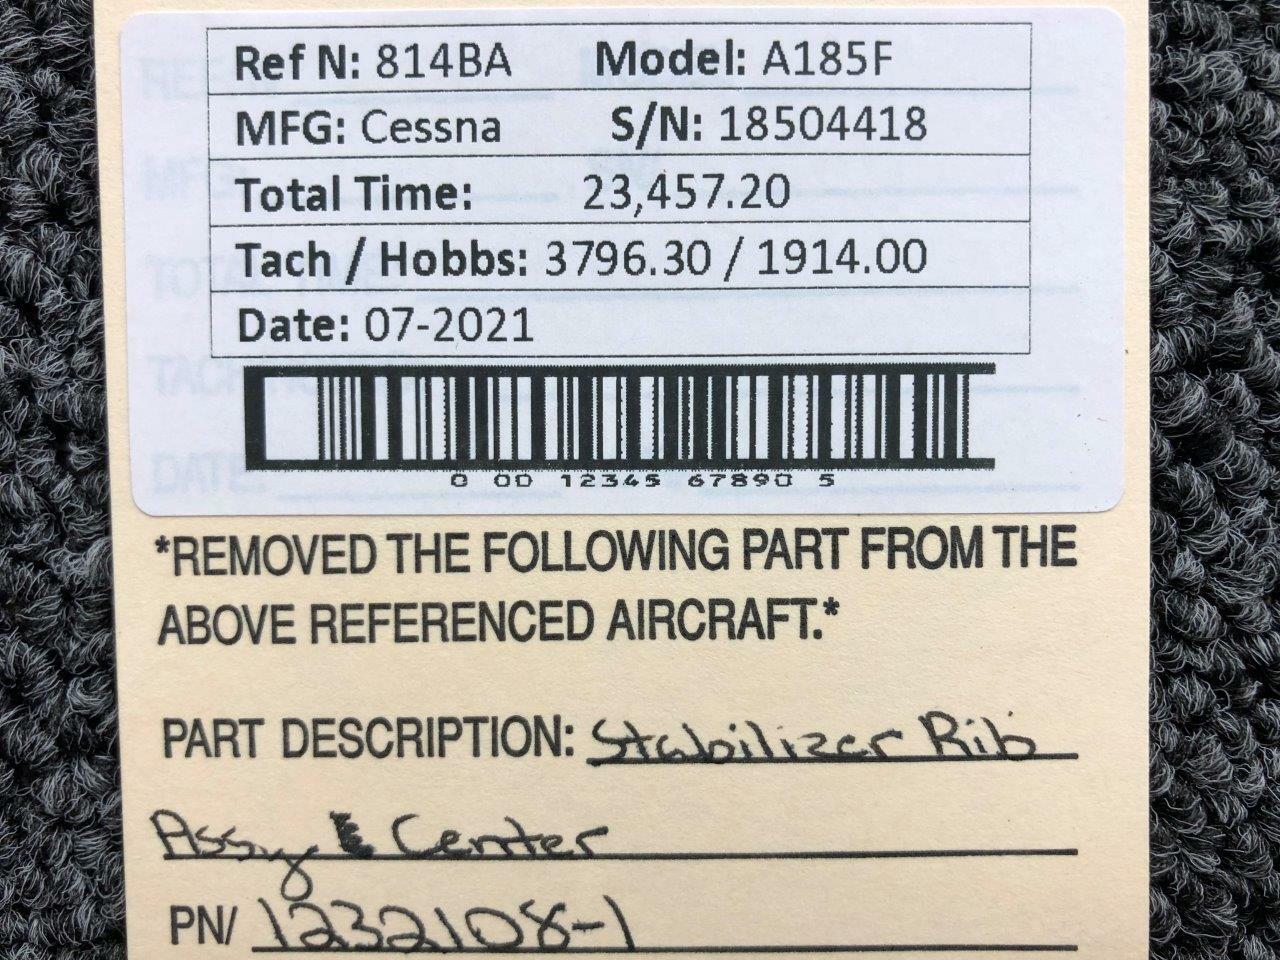 Ref N: 814BA Model: A185F
MFG: Cessna S/N: 18504418
Total Time: 23,457.20
Tach / Hobbs: 3796.30 / 1914.00
Date: 07-2021
0 00 12345 67890 5
*REMOVED THE FOLLOWING PART FROM THE
ABOVE REFERENCED AIRCRAFT.*
PART DESCRIPTION: Stabilizer Rib
Assy Center
PN/ 1232108-1